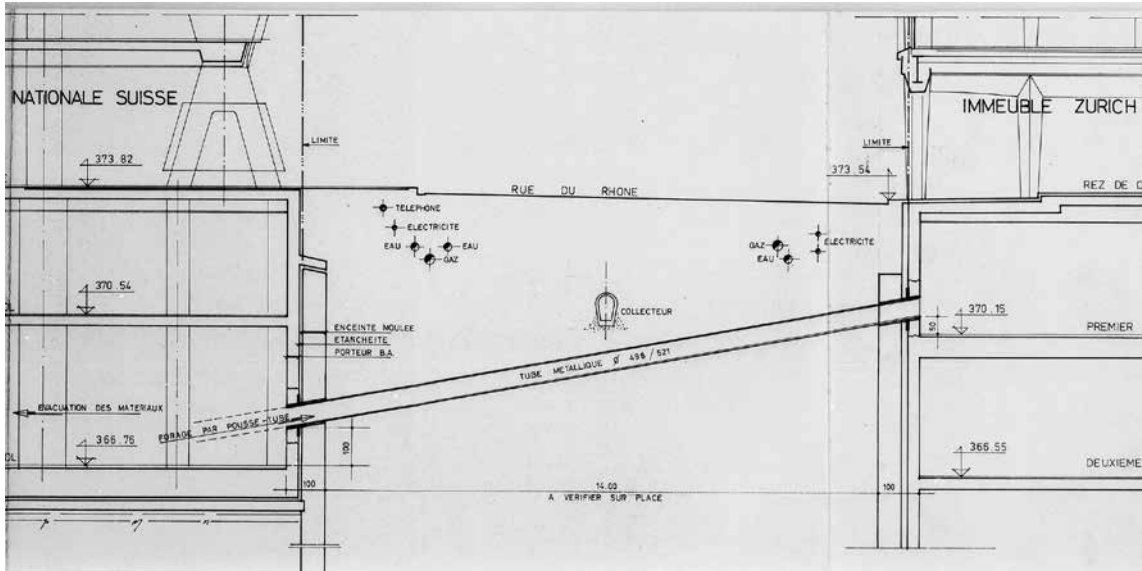 NATIONALE SUISSE
IMMEUBLE ZURICH
LIMITE
LIMITE
373.82
373.54
RUE DU RHONE
REZ DE
TELEPHONE
ELECTRICITE
EAU
EAU
GAZ
GAZ
EAU
ELECTRICITE
370.54
COLLECTEUR
370.15
ENCEINTE MOULEE
ETANCHEITE
PORTEUR B.A.
50
PREMIER
TUBE METALLIQUE Ø 496 / 521
EVACUATION DES MATERIAUX
FORAGE PAR POUSSE-TUBE
366.76
100
366.55
OL
DEUXIEME
100
14.00
100
A VERIFIER SUR PLACE